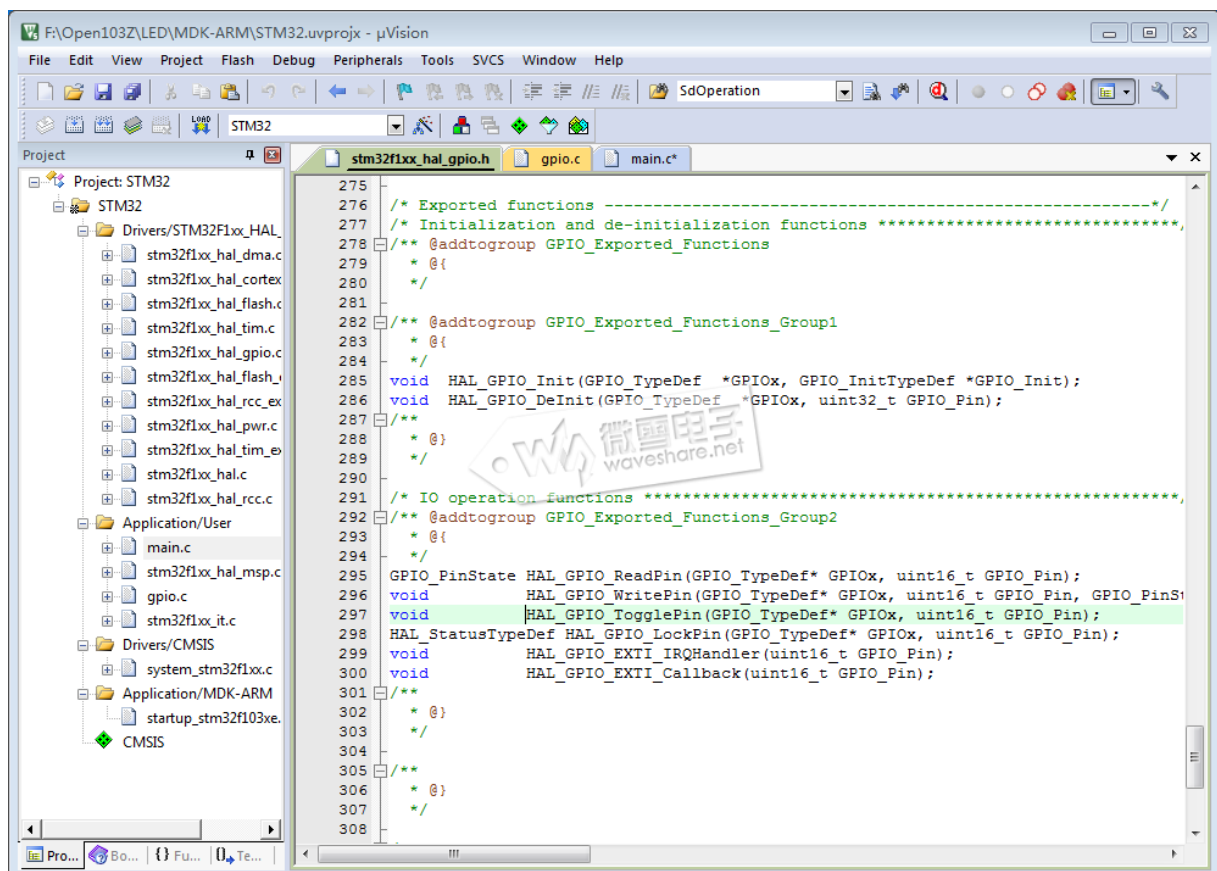 F:\Open103Z\LED\MDK-ARM\STM32.uvprojx - µVision
File Edit View Project Flash Debug Peripherals Tools SVCS Window Help
SdOperation
LOAD STM32
Project
stm32f1xx_hal_gpio.h gpio.c main.c*
Project: STM32
STM32
Drivers/STM32F1xx_HAL_
stm32f1xx_hal_dma.c
stm32f1xx_hal_cortex
stm32f1xx_hal_flash.c
stm32f1xx_hal_tim.c
stm32f1xx_hal_gpio.c
stm32f1xx_hal_flash_
stm32f1xx_hal_rcc_ex
stm32f1xx_hal_pwr.c
stm32f1xx_hal_tim_ex
stm32f1xx_hal.c
stm32f1xx_hal_rcc.c
Application/User
main.c
stm32f1xx_hal_msp.c
gpio.c
stm32f1xx_it.c
Drivers/CMSIS
system_stm32f1xx.c
Application/MDK-ARM
startup_stm32f103xe.
CMSIS
Pro... Bo... {} Fu... Te...
275
276 /* Exported functions --------------------------------------------------------*/
277 /* Initialization and de-initialization functions *******************************/
278 /** @addtogroup GPIO_Exported_Functions
279 * @{
280 */
281
282 /** @addtogroup GPIO_Exported_Functions_Group1
283 * @{
284 */
285 void  HAL_GPIO_Init(GPIO_TypeDef  *GPIOx, GPIO_InitTypeDef *GPIO_Init);
286 void  HAL_GPIO_DeInit(GPIO_TypeDef  *GPIOx, uint32_t GPIO_Pin);
287 /**
288 * @}
289 */
290
291 /* IO operation functions *******************************************************/
292 /** @addtogroup GPIO_Exported_Functions_Group2
293 * @{
294 */
295 GPIO_PinState HAL_GPIO_ReadPin(GPIO_TypeDef* GPIOx, uint16_t GPIO_Pin);
296 void HAL_GPIO_WritePin(GPIO_TypeDef* GPIOx, uint16_t GPIO_Pin, GPIO_PinSt
297 void HAL_GPIO_TogglePin(GPIO_TypeDef* GPIOx, uint16_t GPIO_Pin);
298 HAL_StatusTypeDef HAL_GPIO_LockPin(GPIO_TypeDef* GPIOx, uint16_t GPIO_Pin);
299 void HAL_GPIO_EXTI_IRQHandler(uint16_t GPIO_Pin);
300 void HAL_GPIO_EXTI_Callback(uint16_t GPIO_Pin);
301 /**
302 * @}
303 */
304
305 /**
306 * @}
307 */
308
微雪电子
waveshare.net